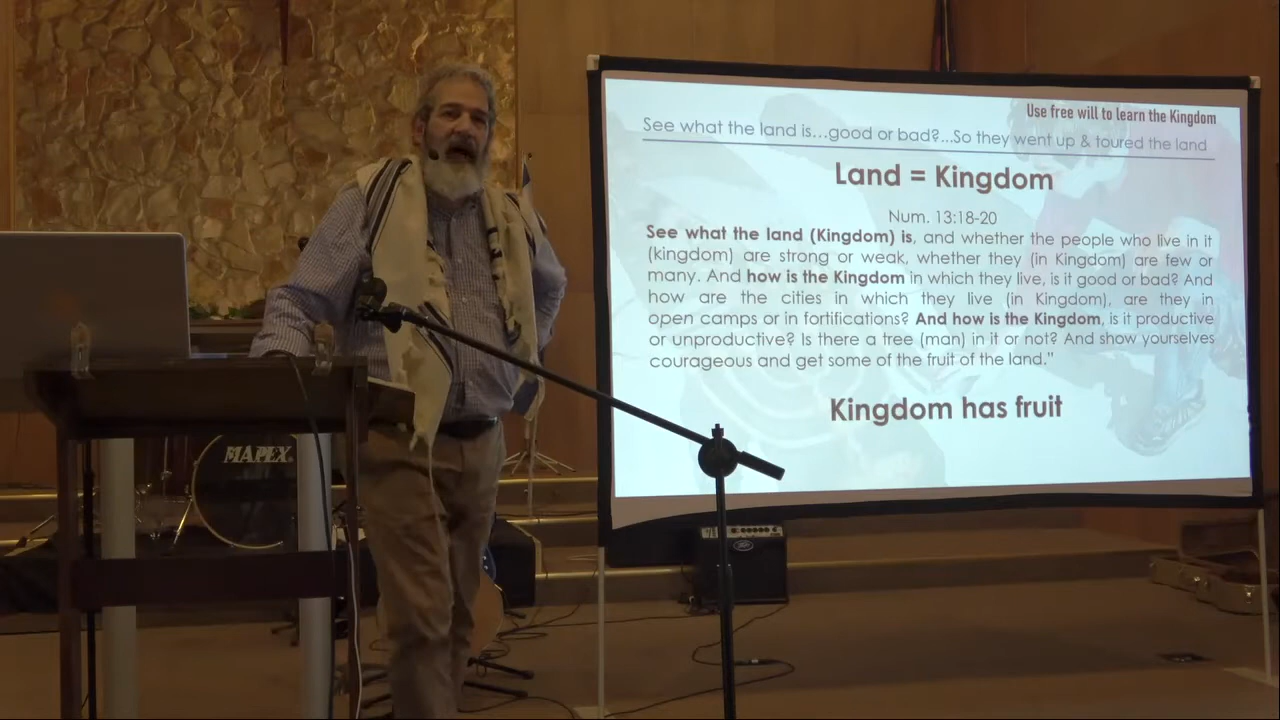 Use free will to learn the Kingdom
See what the land is...good or bad?...So they went up & toured the land
Land = Kingdom
Num. 13:18-20
See what the land (Kingdom) is, and whether the people who live in it
(kingdom) are strong or weak, whether they (in Kingdom) are few or
many. And how is the Kingdom in which they live, is it good or bad? And
how are the cities in which they live (in Kingdom), are they in
open camps or in fortifications? And how is the Kingdom, is it productive
or unproductive? Is there a tree (man) in it or not? And show yourselves
courageous and get some of the fruit of the land."
Kingdom has fruit
MAPEX